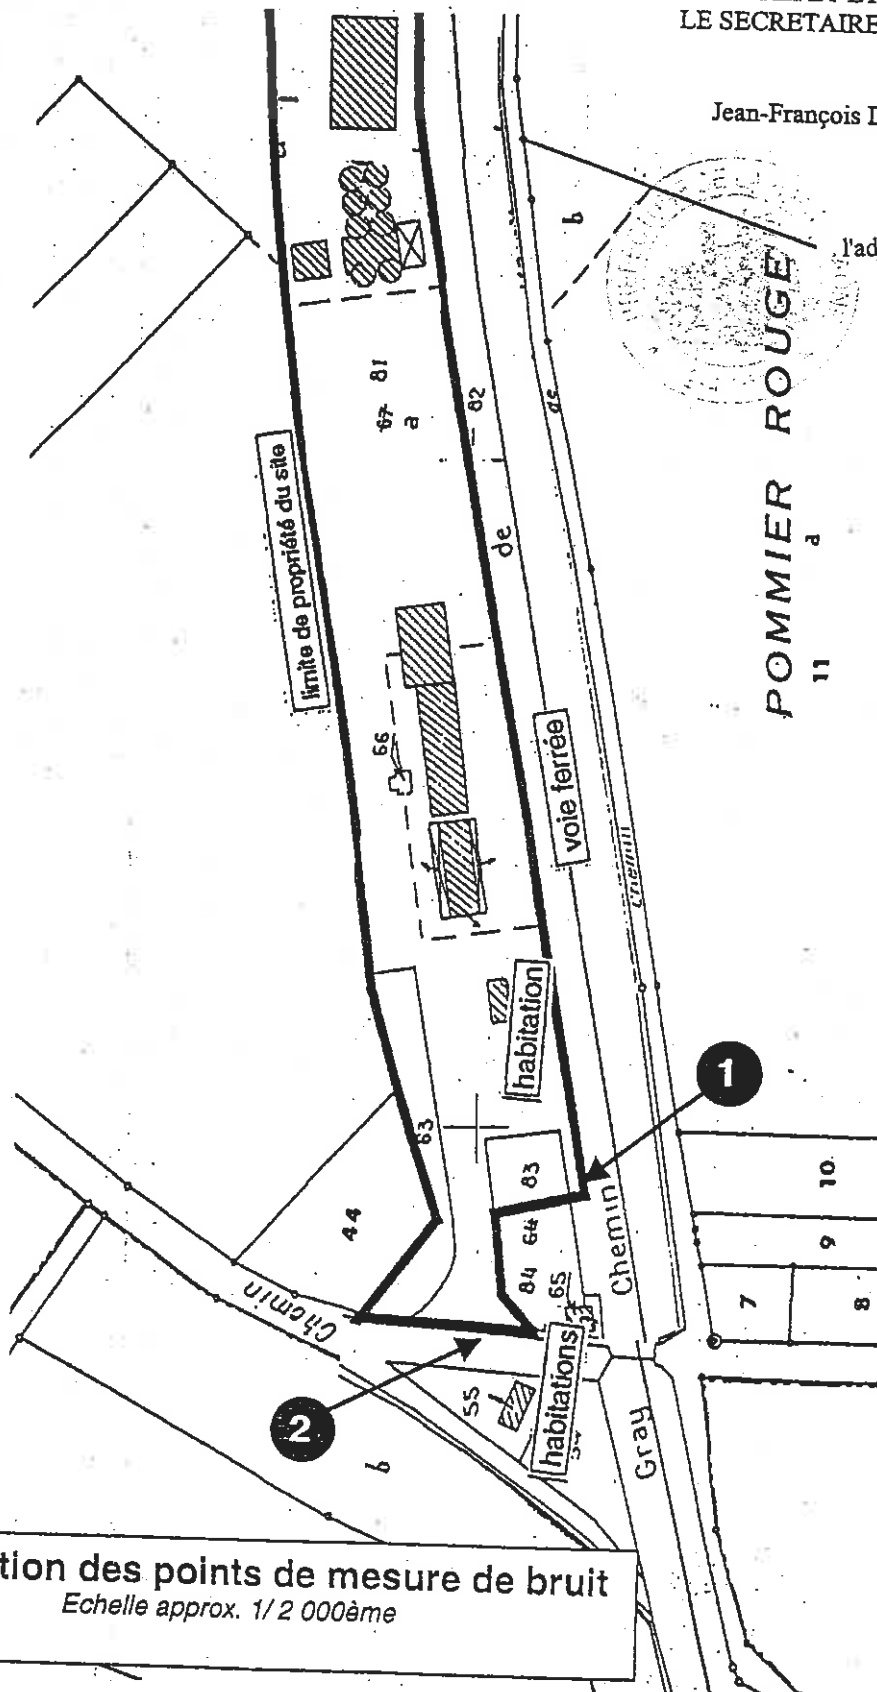 LE SECRETAIRE
Jean-François D
l'ad
b
POMMIER ROUGE
a
11
81
67
a
82
de
limite de propriété du site
de
66
voie ferrée
Chemin
habitation
1
63
83
10
44
64
9
84
65
Chemin
7
8
Chemin
habitations
2
55
Gray
b
tion des points de mesure de bruit
Echelle approx. 1/ 2 000ème